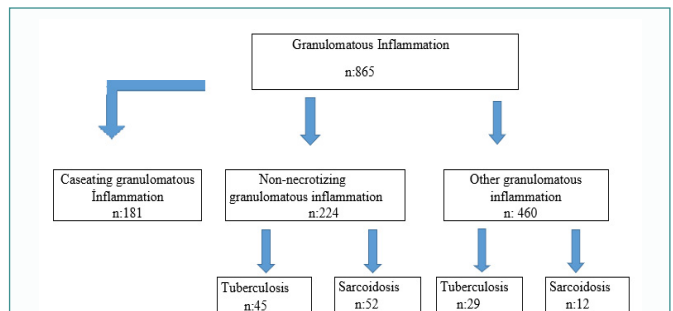 Granulomatous Inflammation
n:865
Caseating granulomatous
İnflammation
n:181
Non-necrotizing
granulomatous inflammation
n:224
Other granulomatous
inflammation
n: 460
Tuberculosis
n:45
Sarcoidosis
n:52
Tuberculosis
n:29
Sarcoidosis
n:12